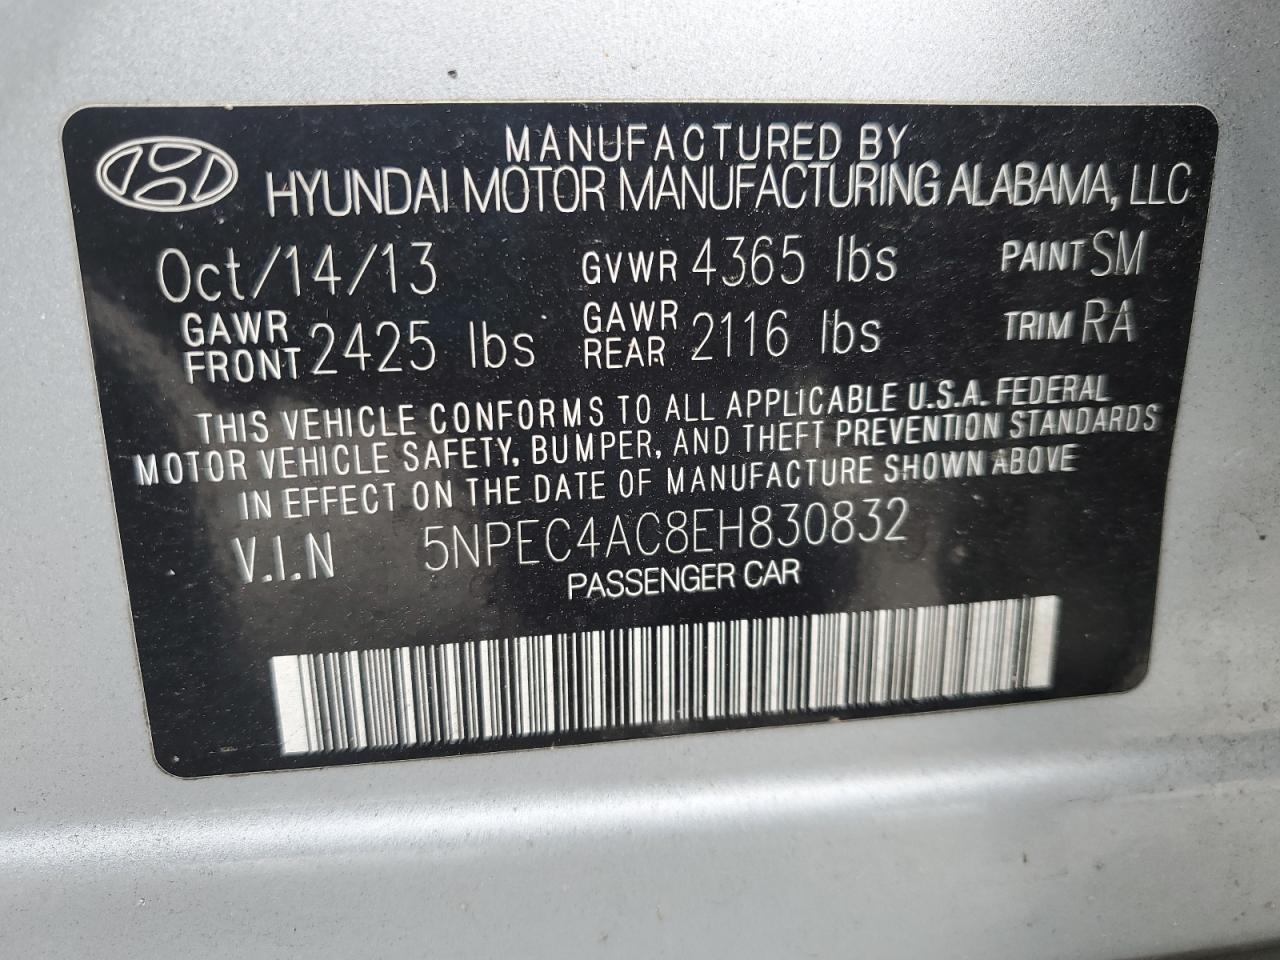 MANUFACTURED BY
HYUNDAI MOTOR MANUFACTURING ALABAMA, LLC
Oct/14/13 GVWR 4365 lbs PAINT SM
GAWR FRONT 2425 lbs GAWR REAR 2116 lbs TRIM RA
THIS VEHICLE CONFORMS TO ALL APPLICABLE U.S.A. FEDERAL
MOTOR VEHICLE SAFETY, BUMPER, AND THEFT PREVENTION STANDARDS
IN EFFECT ON THE DATE OF MANUFACTURE SHOWN ABOVE
V.I.N 5NPEC4AC8EH830832
PASSENGER CAR